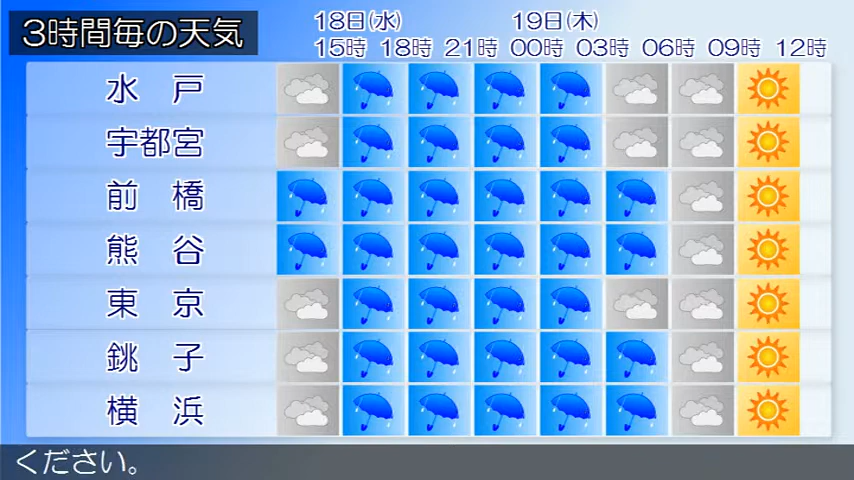 3時間毎の天気
18日(水) 19日(木)
15時 18時 21時 00時 03時 06時 09時 12時
水戸
宇都宮
前橋
熊谷
東京
銚子
横浜
ください。